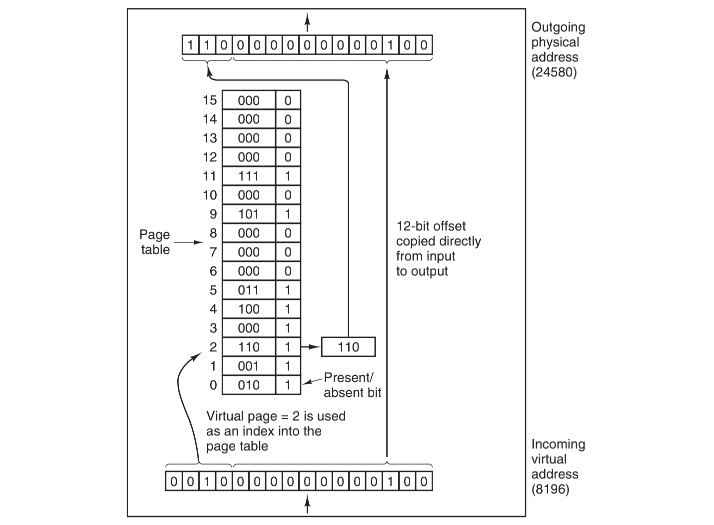 Outgoing
physical
address
(24580)
1 1 0 0 0 0 0 0 0 0 0 0 1 0 0
15 000 0
14 000 0
13 000 0
12 000 0
11 111 1
10 000 0
9 101 1
8 000 0
7 000 0
6 000 0
5 011 1
4 100 1
3 000 1
2 110 1
1 001 1
0 010 1
Page
table
110
12-bit offset
copied directly
from input
to output
Present/
absent bit
Virtual page = 2 is used
as an index into the
page table
0 0 1 0 0 0 0 0 0 0 0 0 0 1 0 0
Incoming
virtual
address
(8196)